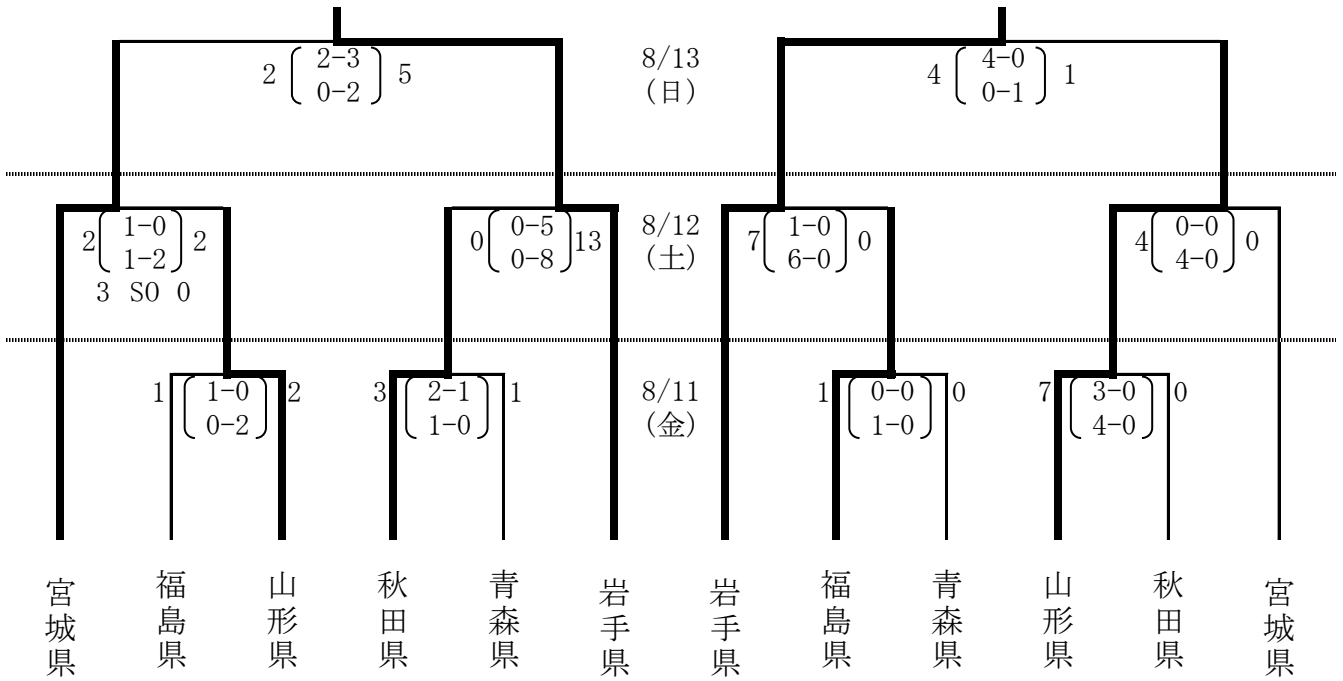 2 2-3 5 8/13 4 4-0 1
0-2 (日) 0-1
2 1-0 2 0 0-5 13 8/12 7 1-0 0 4 0-0 0
1-2 0-8 (土) 6-0 4-0
3 SO 0
1 1-0 2 3 2-1 1 8/11 1 0-0 0 7 3-0 0
0-2 1-0 (金) 1-0 4-0
宮城県 福島県 山形県 秋田県 青森県 岩手県 岩手県 福島県 青森県 山形県 秋田県 宮城県